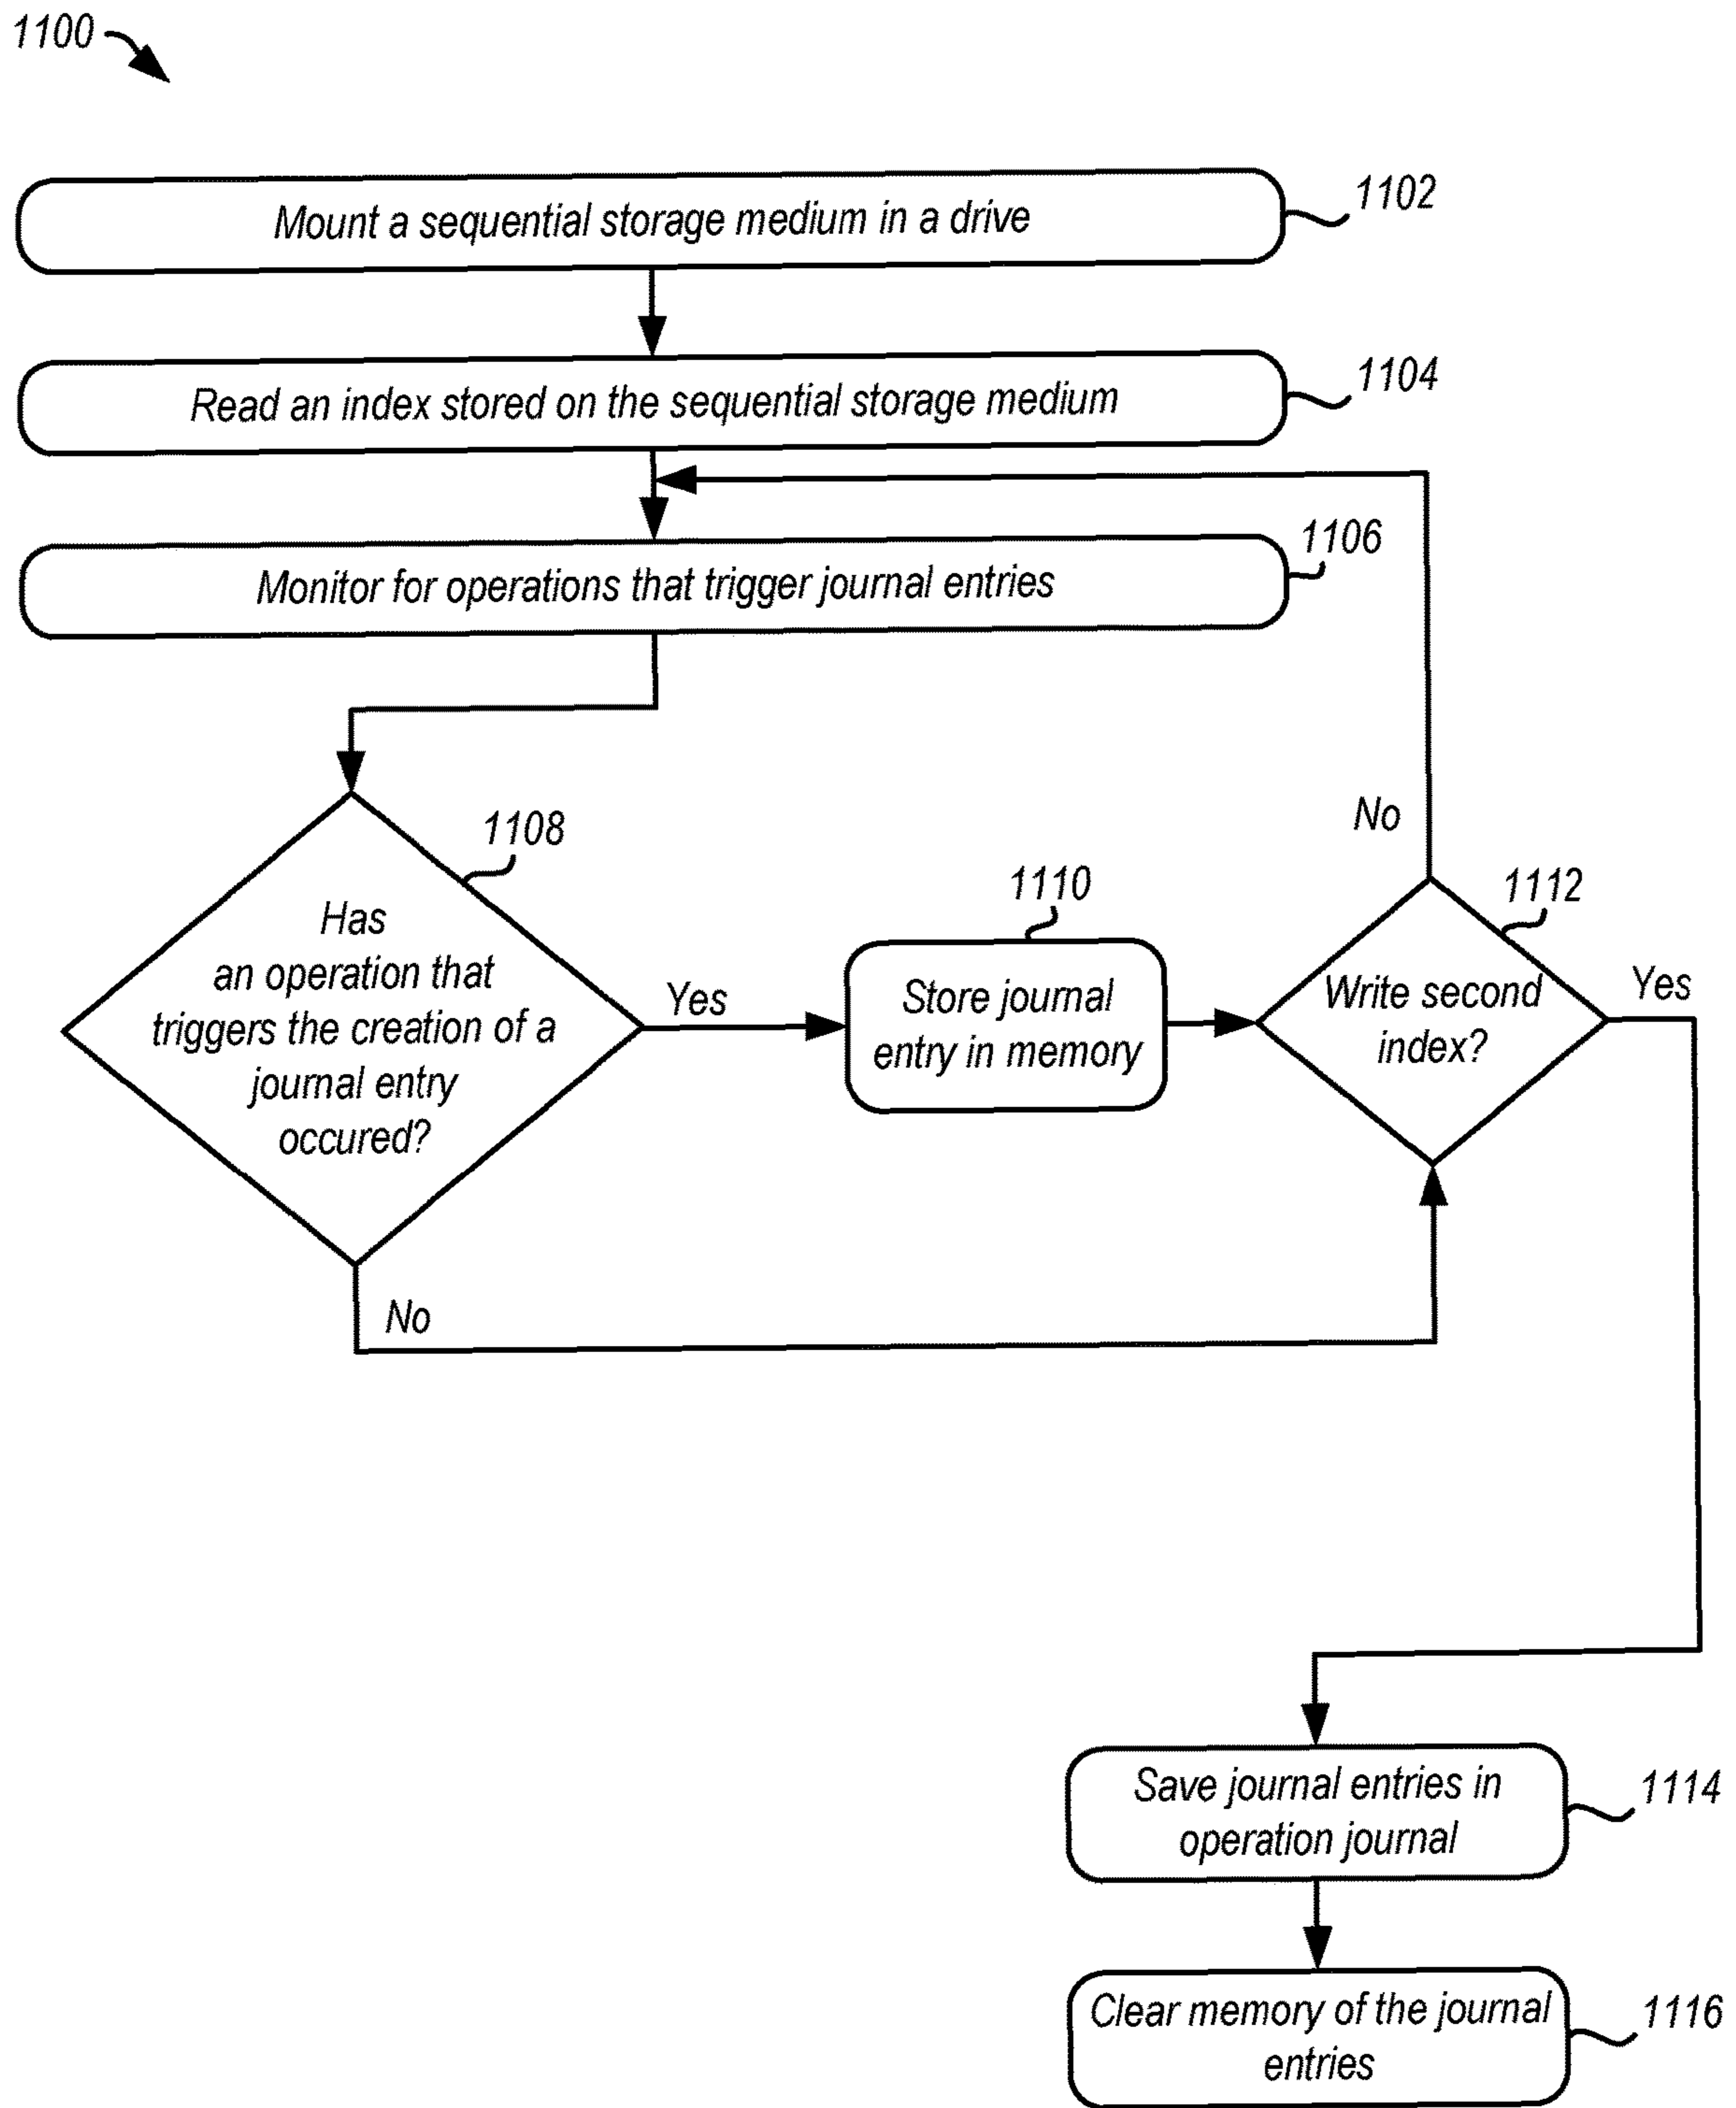 1100
Mount a sequential storage medium in a drive
1102
Read an index stored on the sequential storage medium
1104
Monitor for operations that trigger journal entries
1106
1108
Has
an operation that
triggers the creation of a
journal entry
occured?
Yes
No
1110
Store journal
entry in memory
1112
Write second
index?
No
Yes
Save journal entries in
operation journal
1114
Clear memory of the journal
entries
1116